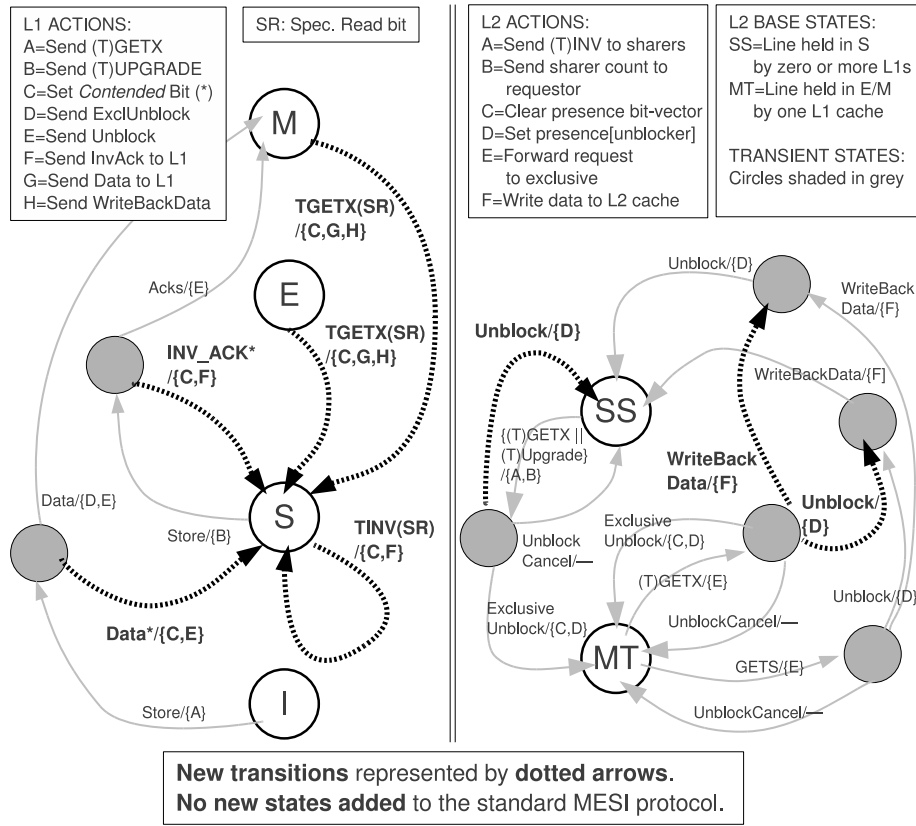 L1 ACTIONS:
A=Send (T)GETX
B=Send (T)UPGRADE
C=Set Contended Bit (*)
D=Send ExclUnblock
E=Send Unblock
F=Send InvAck to L1
G=Send Data to L1
H=Send WriteBackData
SR: Spec. Read bit
M
TGETX(SR)
/{C,G,H}
Acks/{E}
E
TGETX(SR)
/{C,G,H}
INV_ACK*
/{C,F}
Data/{D,E}
Store/{B}
S
TINV(SR)
/{C,F}
Data*/{C,E}
Store/{A}
I
L2 ACTIONS:
A=Send (T)INV to sharers
B=Send sharer count to
requestor
C=Clear presence bit-vector
D=Set presence[unblocker]
E=Forward request
to exclusive
F=Write data to L2 cache
L2 BASE STATES:
SS=Line held in S
by zero or more L1s
MT=Line held in E/M
by one L1 cache
TRANSIENT STATES:
Circles shaded in grey
Unblock/{D}
WriteBack
Data/{F}
Unblock/{D}
WriteBackData/{F]
SS
{(T)GETX ||
(T)Upgrade}
/{A,B}
WriteBack
Data/{F}
Unblock/
{D}
Unblock
Cancel/—
Exclusive
Unblock/{C,D}
(T)GETX/{E}
Exclusive
Unblock/{C,D}
UnblockCancel/—
Unblock/{D}
MT
GETS/{E}
UnblockCancel/—
New transitions represented by dotted arrows.
No new states added to the standard MESI protocol.